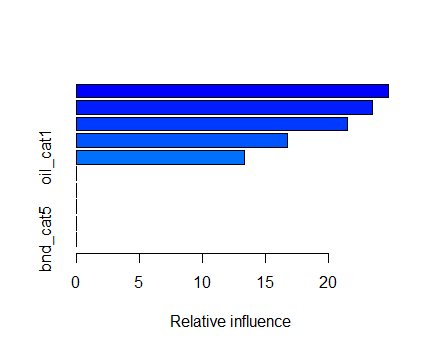 oil_cat1
bnd_cat5
0 5 10 15 20
Relative influence